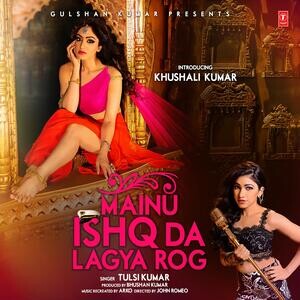 GULSHAN KUMAR PRESENTS
T-SERIES
INTRODUCING
KHUSHALI KUMAR
MAINU
ISHQ DA
LAGYA ROG
SINGER TULSI KUMAR
PRODUCED BY BHUSHAN KUMAR
MUSIC RECREATED BY ARKO DIRECTED BY JOHN ROMEO